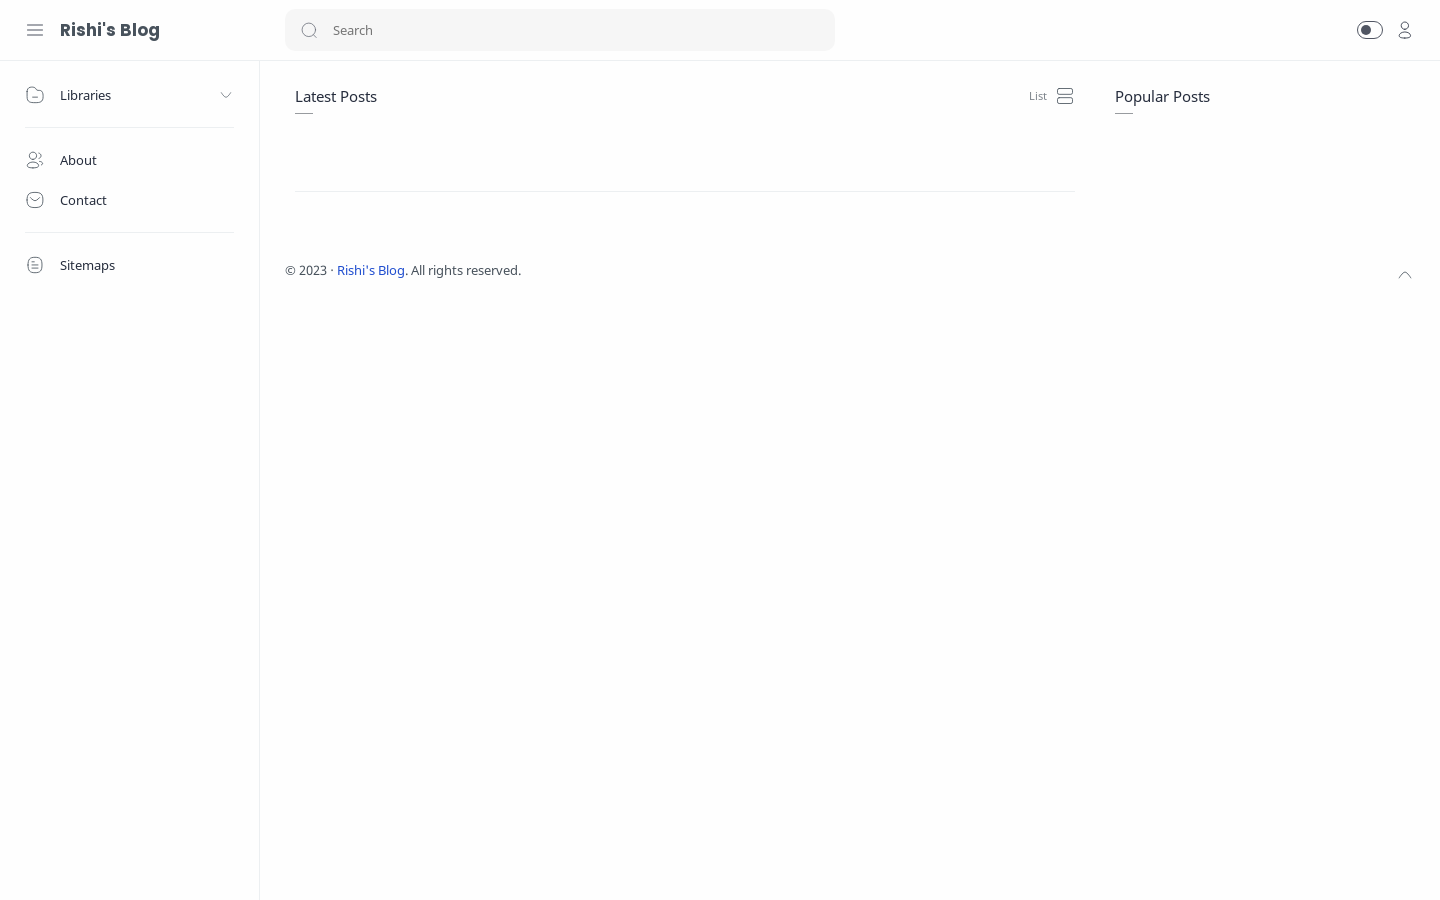 Rishi's Blog
Search
Libraries
About
Contact
Sitemaps
Latest Posts
List
Popular Posts
© 2023 · Rishi's Blog. All rights reserved.